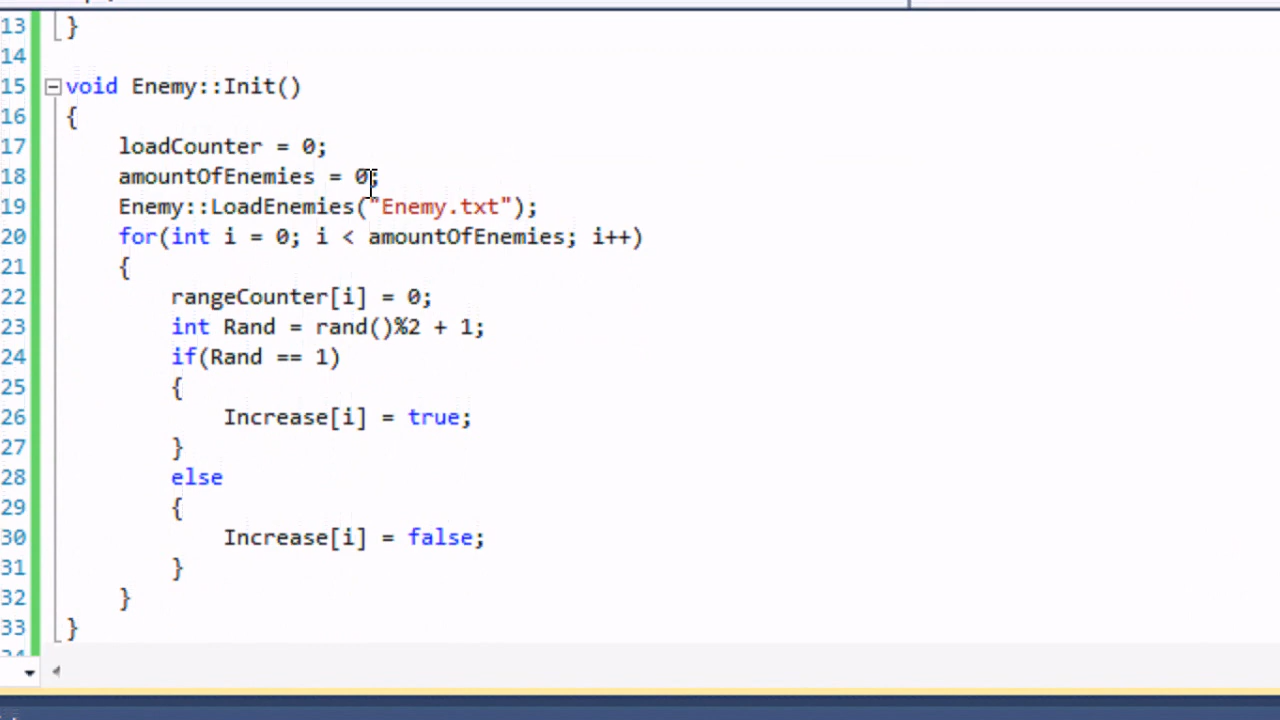 13 }
14
15 void Enemy::Init()
16 {
17 loadCounter = 0;
18 amountOfEnemies = 0;
19 Enemy::LoadEnemies("Enemy.txt");
20 for(int i = 0; i < amountOfEnemies; i++)
21 {
22 rangeCounter[i] = 0;
23 int Rand = rand()%2 + 1;
24 if(Rand == 1)
25 {
26 Increase[i] = true;
27 }
28 else
29 {
30 Increase[i] = false;
31 }
32 }
33 }